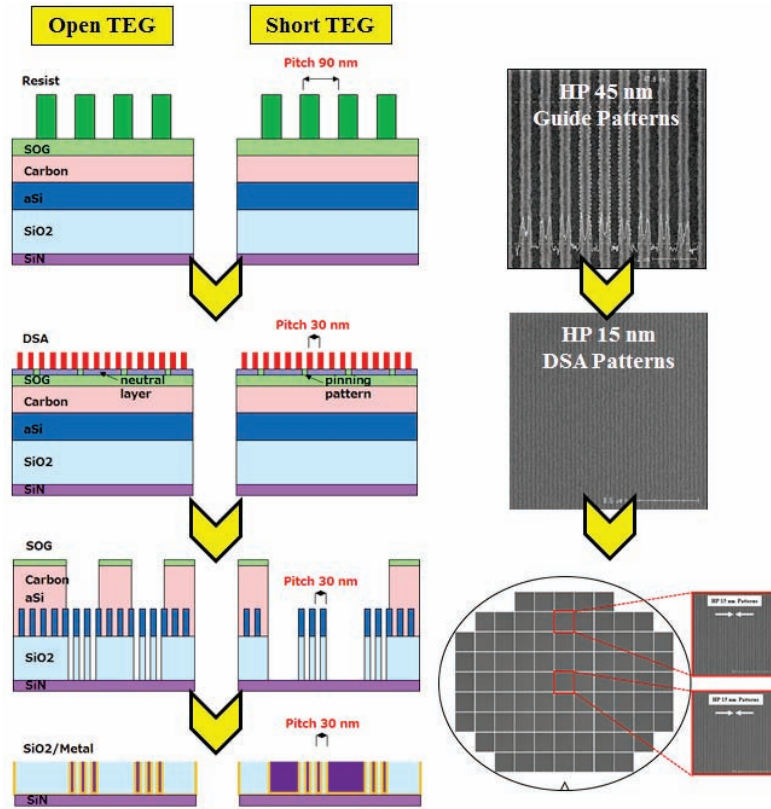 Open TEG
Short TEG
Pitch 90 nm
Resist
SOG
Carbon
aSi
SiO2
SiN
HP 45 nm
Guide Patterns
DSA
Pitch 30 nm
neutral
layer
pinning
pattern
SOG
Carbon
aSi
SiO2
SiN
HP 15 nm
DSA Patterns
SOG
Carbon
aSi
Pitch 30 nm
SiO2
SiN
HP 15 nm Patterns
HP 15 nm Patterns
Pitch 30 nm
SiO2/Metal
SiN